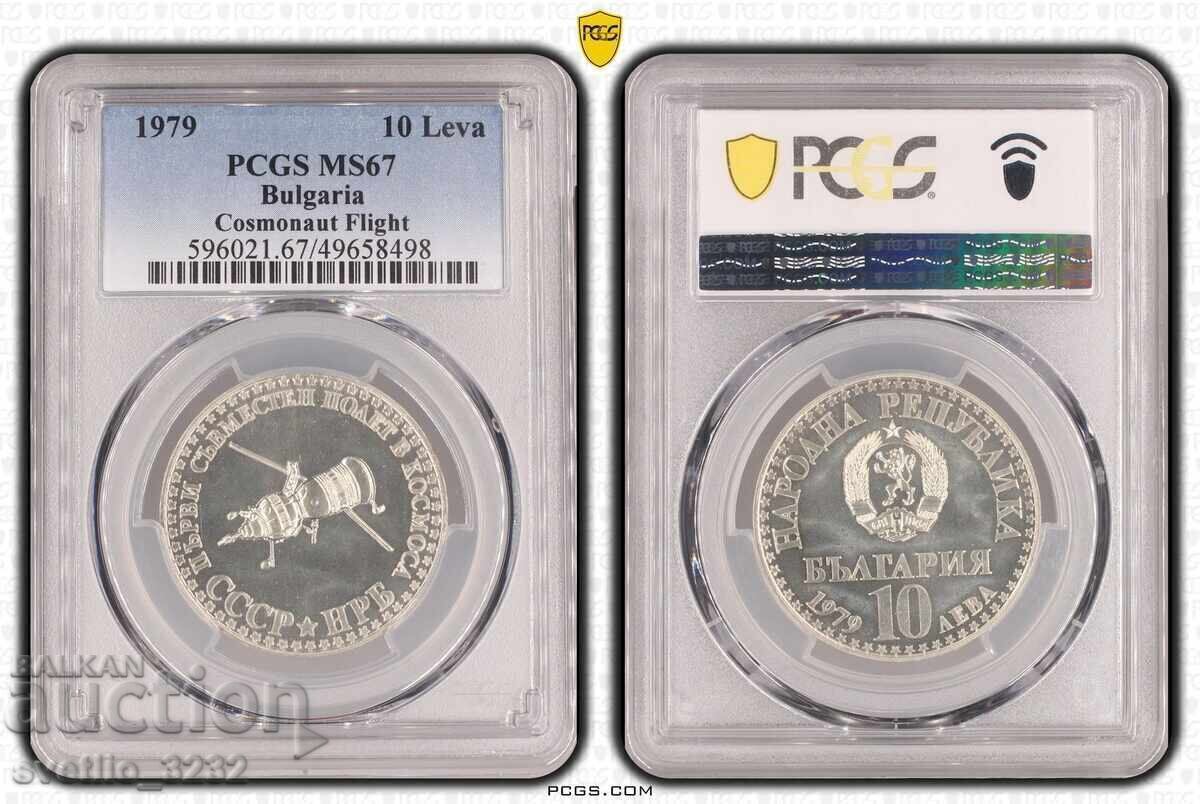 PCGS
1979 10 Leva
PCGS MS67
Bulgaria
Cosmonaut Flight
596021.67/49658498
ПЪРВИ СЪВМЕСТЕН ПОЛЕТ В КОСМОСА
СССР ★ НРБ
PCGS®
НАРОДНА РЕПУБЛИКА
БЪЛГАРИЯ
1979 10 ЛЕВА
BALKAN
auction
svetlio_3232
PCGS.COM